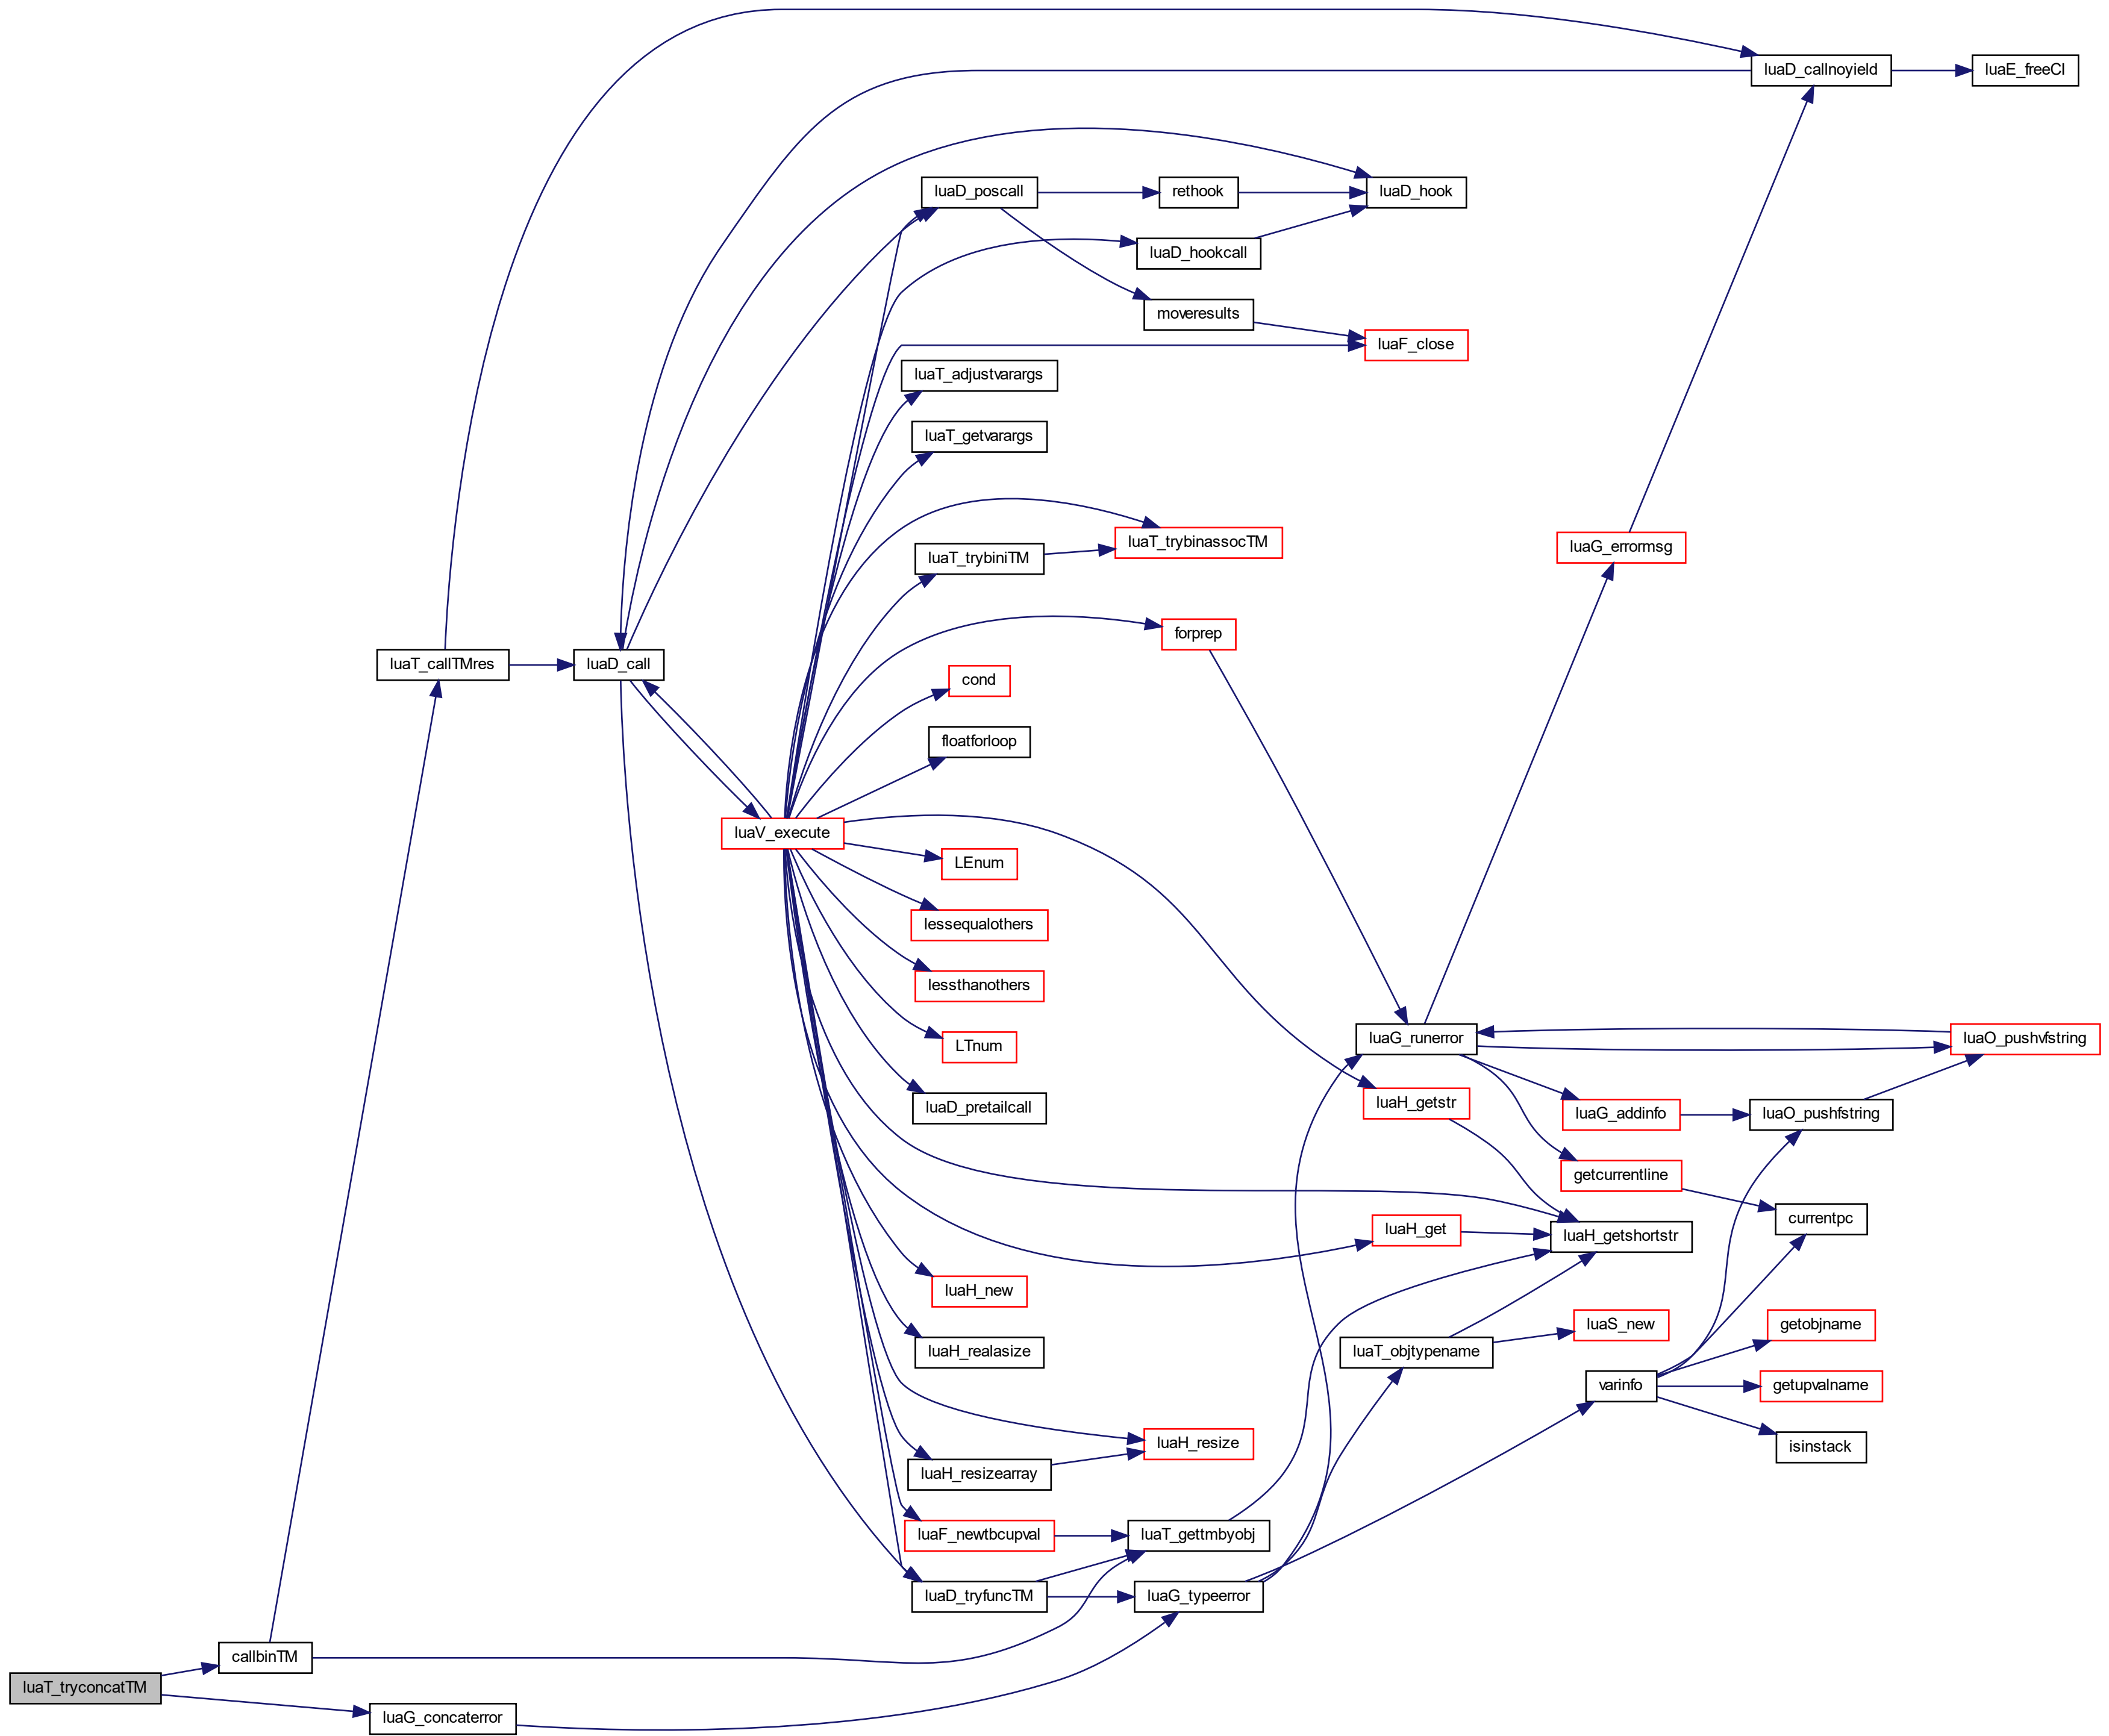 luaD_callnoyield
luaE_freeCI
luaD_poscall
rethook
luaD_hook
luaD_hookcall
moveresults
luaF_close
luaT_adjustvarargs
luaT_getvarargs
luaT_trybinassocTM
luaT_trybiniTM
luaG_errormsg
forprep
luaT_callTMres
luaD_call
cond
floatforloop
luaV_execute
LEnum
lessequalothers
lessthanothers
luaG_runerror
luaO_pushvfstring
LTnum
luaD_pretailcall
luaH_getstr
luaG_addinfo
luaO_pushfstring
getcurrentline
currentpc
luaH_get
luaH_getshortstr
luaH_new
luaS_new
getobjname
luaH_realasize
luaT_objtypename
varinfo
getupvalname
luaH_resize
isinstack
luaH_resizearray
luaF_newtbcupval
luaT_gettmbyobj
luaD_tryfuncTM
luaG_typeerror
callbinTM
luaT_tryconcatTM
luaG_concaterror